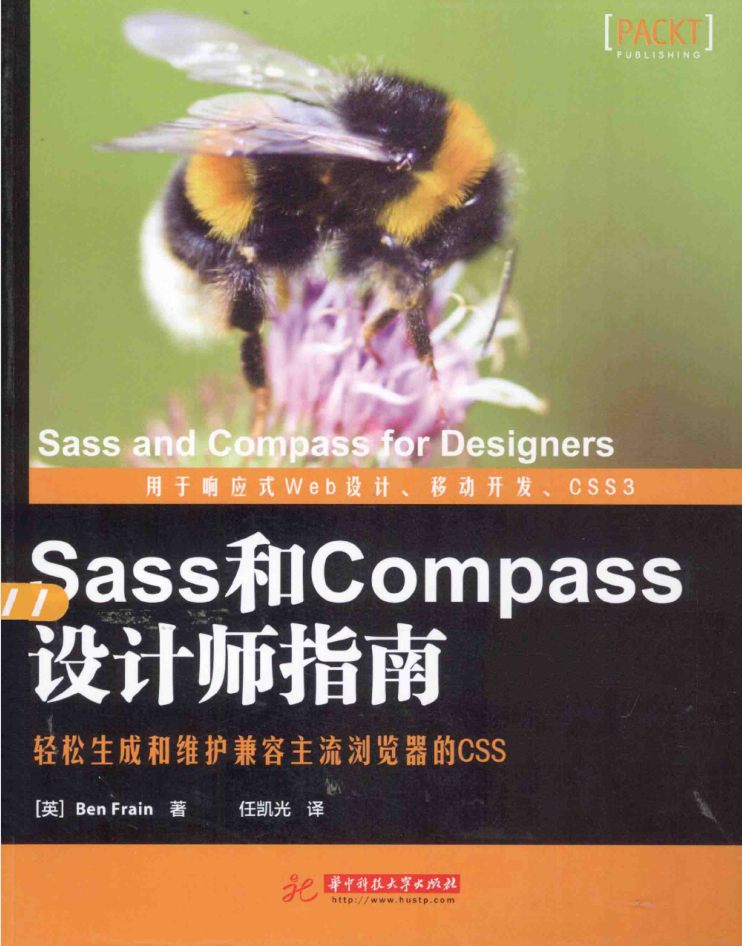 [PACKT]
PUBLISHING
Sass and Compass for Designers
用于响应式Web设计、移动开发、CSS3
Sass和Compass
设计师指南
轻松生成和维护兼容主流浏览器的CSS
[英] Ben Frain 著 任凯光 译
华中科技大学出版社
http://www.hustp.com